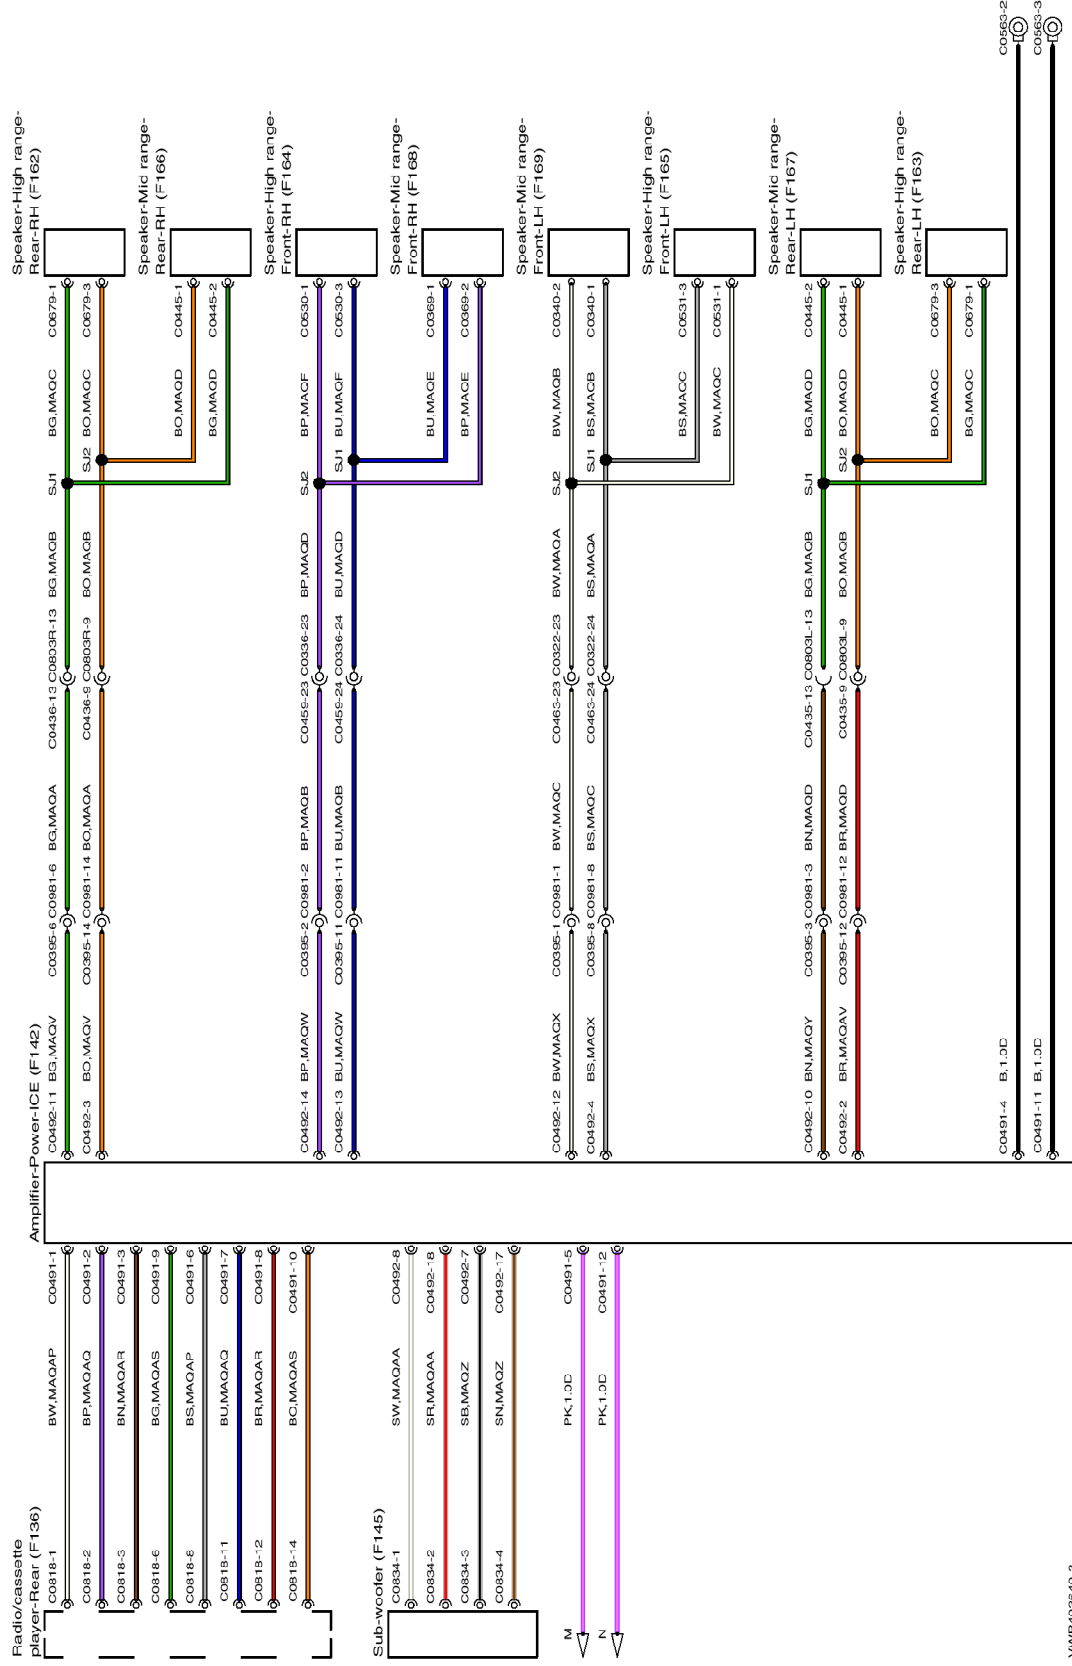 C0563-2
C0563-3
Speaker-High range-
Rear-RH (F162)
Speaker-Mid range-
Rear-RH (F166)
Speaker-High range-
Front-RH (F164)
Speaker-Mid range-
Front-RH (F168)
Speaker-Mid range-
Front-LH (F169)
Speaker-High range-
Front-LH (F165)
Speaker-Mid range-
Rear-LH (F167)
Speaker-High range-
Rear-LH (F163)
C0679-1
C0679-3
C0445-1
C0445-2
C0530-1
C0530-3
C0369-1
C0369-2
C0340-2
C0340-1
C0531-3
C0531-1
C0445-2
C0445-1
C0679-3
C0679-1
BG,MAQC
BO,MAQC
BO,MAQD
BG,MAQD
BP,MAQF
BU,MAQF
BU,MAQE
BP,MAQE
BW,MAQB
BS,MAQB
BS,MAQC
BW,MAQC
BG,MAQD
BO,MAQD
BO,MAQC
BG,MAQC
SJ1
SJ2
SJ2
SJ1
SJ2
SJ1
SJ1
SJ2
BG,MAQB
BO,MAQB
BP,MAQD
BU,MAQD
BW,MAQA
BS,MAQA
BG,MAQB
BO,MAQB
C0436-13 C0803R-13
C0436-9 C0803R-9
C0459-23 C0336-23
C0459-24 C0336-24
C0463-23 C0322-23
C0463-24 C0322-24
C0435-13 C0803L-13
C0435-9 C0803L-9
BG,MAQA
BO,MAQA
BP,MAQB
BU,MAQB
BW,MAQC
BS,MAQC
BN,MAQD
BR,MAQD
C0395-6 C0981-6
C0395-14 C0981-14
C0395-2 C0981-2
C0395-11 C0981-11
C0395-1 C0981-1
C0395-8 C0981-8
C0395-3 C0981-3
C0395-12 C0981-12
Amplifier-Power-ICE (F142)
C0492-11 BG,MAQV
C0492-3 BO,MAQV
C0492-14 BP,MAQW
C0492-13 BU,MAQW
C0492-12 BW,MAQX
C0492-4 BS,MAQX
C0492-10 BN,MAQY
C0492-2 BR,MAQAV
C0491-4 B,1.0D
C0491-11 B,1.0D
C0491-1
C0491-2
C0491-3
C0491-9
C0491-6
C0491-7
C0491-8
C0491-10
C0492-8
C0492-18
C0492-7
C0492-17
C0491-5
C0491-12
BW,MAQAP
BP,MAQAQ
BN,MAQAR
BG,MAQAS
BS,MAQAP
BU,MAQAQ
BR,MAQAR
BO,MAQAS
SW,MAQAA
SR,MAQAA
SB,MAQZ
SN,MAQZ
PK,1.0D
PK,1.0D
Radio/cassette
player-Rear (F136)
C0818-1
C0818-2
C0818-3
C0818-6
C0818-8
C0818-11
C0818-12
C0818-14
Sub-woofer (F145)
C0834-1
C0834-2
C0834-3
C0834-4
M
N